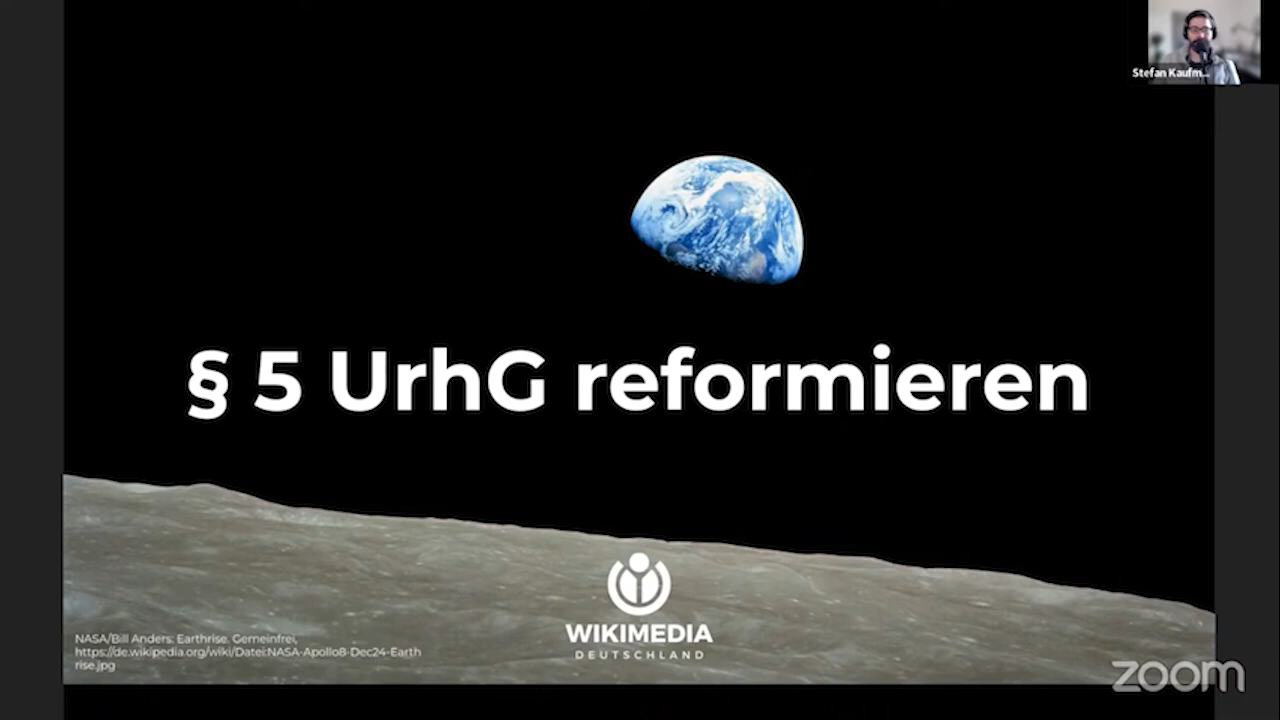 Stefan Kaufm...
§ 5 UrhG reformieren
WIKIMEDIA
DEUTSCHLAND
NASA/Bill Anders: Earthrise. Gemeinfrei,
https://de.wikipedia.org/wiki/Datei:NASA-Apollo8-Dec24-Earth
rise.jpg
zoom